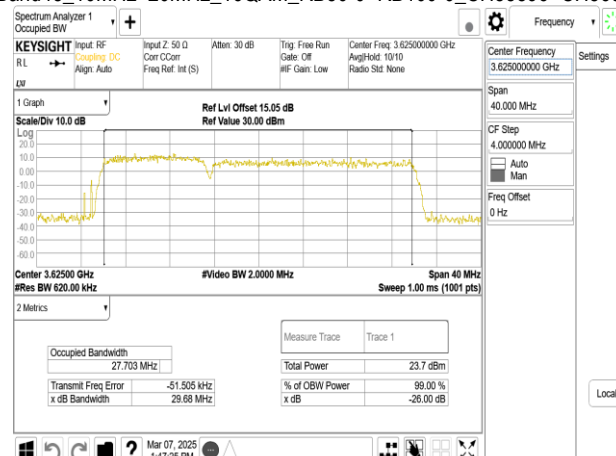 Spectrum Analyzer 1
Occupied BW
Frequency
Settings
KEYSIGHT
RL
LXI
Input: RF
Coupling: DC
Align: Auto
Input Z: 50 Ω
Corr CCorr
Freq Ref: Int (S)
Atten: 30 dB
Trig: Free Run
Gate: Off
#IF Gain: Low
Center Freq: 3.625000000 GHz
Avg|Hold: 10/10
Radio Std: None
Center Frequency
3.625000000 GHz
Span
40.000 MHz
CF Step
4.000000 MHz
Auto
Man
Freq Offset
0 Hz
Local
1 Graph
Scale/Div 10.0 dB
Ref Lvl Offset 15.05 dB
Ref Value 30.00 dBm
Log
20.0
10.0
0.00
-10.0
-20.0
-30.0
-40.0
-50.0
-60.0
Center 3.62500 GHz
#Video BW 2.0000 MHz
Span 40 MHz
#Res BW 620.00 kHz
Sweep 1.00 ms (1001 pts)
2 Metrics
Measure Trace
Trace 1
Occupied Bandwidth
27.703 MHz
Total Power
23.7 dBm
Transmit Freq Error
-51.505 kHz
% of OBW Power
99.00 %
x dB Bandwidth
29.68 MHz
x dB
-26.00 dB
?
Mar 07, 2025